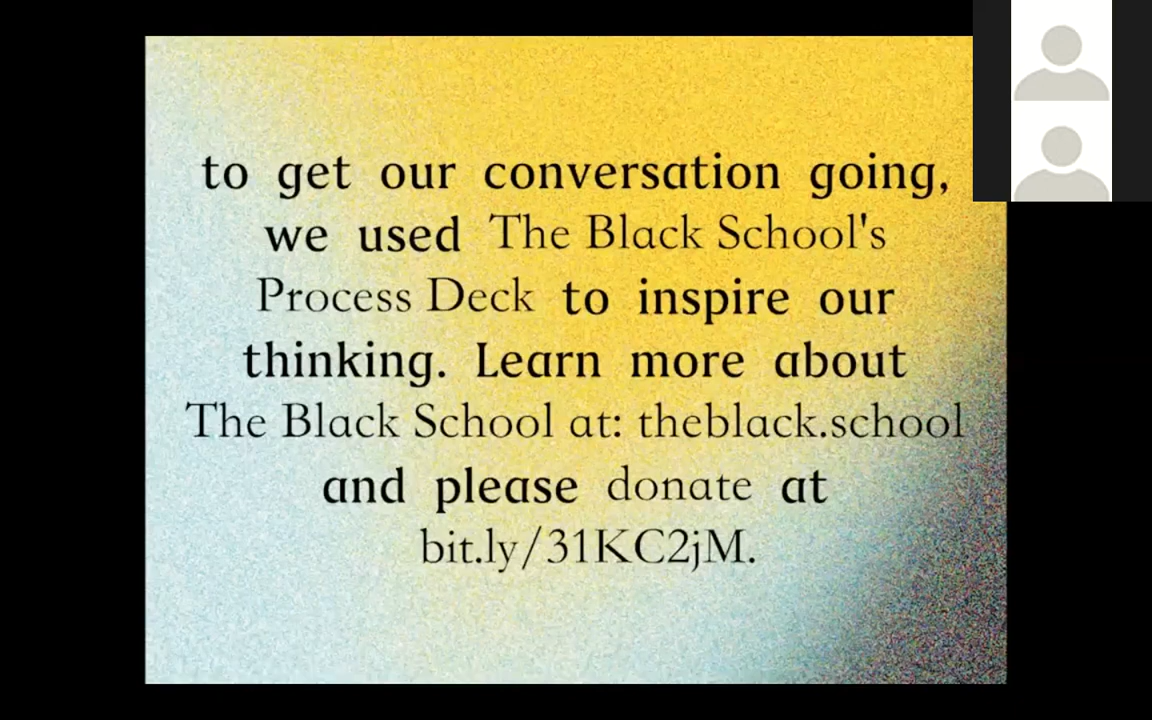 to get our conversation going,
we used The Black School's
Process Deck to inspire our
thinking. Learn more about
The Black School at: theblack.school
and please donate at
bit.ly/31KC2jM.